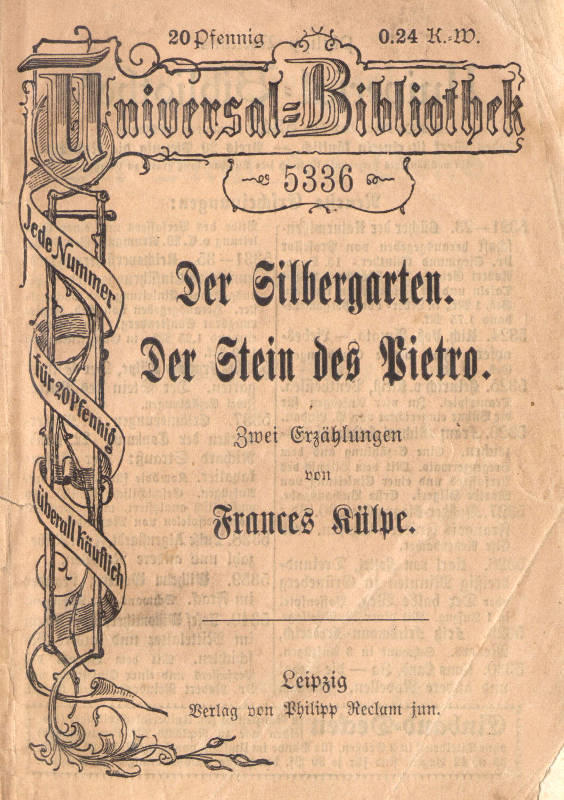 20 Pfennig 0.24 K.-W.
Universal-Bibliothek
5336
Jede Nummer
für 20 Pfennig
überall käuflich
Der Silbergarten.
Der Stein des Pietro.
Zwei Erzählungen
von
Frances Külpe.
Leipzig
Verlag von Philipp Reclam jun.